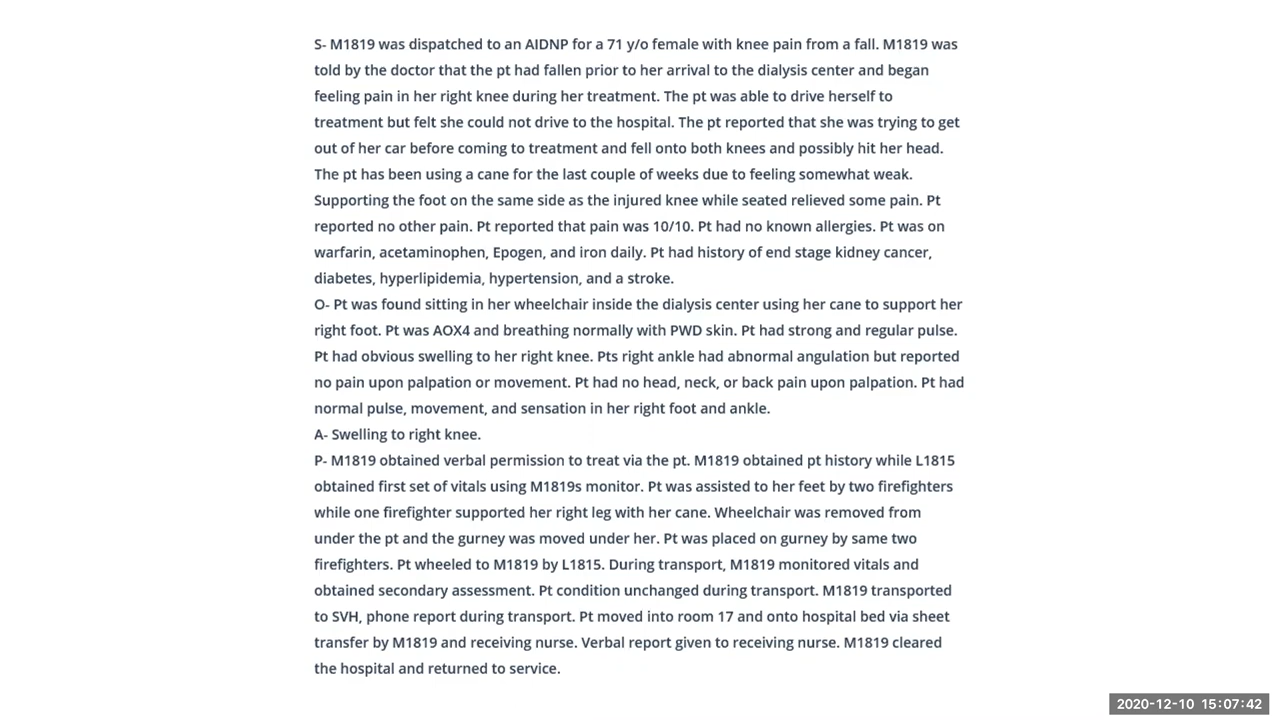 S- M1819 was dispatched to an AIDNP for a 71 y/o female with knee pain from a fall. M1819 was
told by the doctor that the pt had fallen prior to her arrival to the dialysis center and began
feeling pain in her right knee during her treatment. The pt was able to drive herself to
treatment but felt she could not drive to the hospital. The pt reported that she was trying to get
out of her car before coming to treatment and fell onto both knees and possibly hit her head.
The pt has been using a cane for the last couple of weeks due to feeling somewhat weak.
Supporting the foot on the same side as the injured knee while seated relieved some pain. Pt
reported no other pain. Pt reported that pain was 10/10. Pt had no known allergies. Pt was on
warfarin, acetaminophen, Epogen, and iron daily. Pt had history of end stage kidney cancer,
diabetes, hyperlipidemia, hypertension, and a stroke.
O- Pt was found sitting in her wheelchair inside the dialysis center using her cane to support her
right foot. Pt was AOX4 and breathing normally with PWD skin. Pt had strong and regular pulse.
Pt had obvious swelling to her right knee. Pts right ankle had abnormal angulation but reported
no pain upon palpation or movement. Pt had no head, neck, or back pain upon palpation. Pt had
normal pulse, movement, and sensation in her right foot and ankle.
A- Swelling to right knee.
P- M1819 obtained verbal permission to treat via the pt. M1819 obtained pt history while L1815
obtained first set of vitals using M1819s monitor. Pt was assisted to her feet by two firefighters
while one firefighter supported her right leg with her cane. Wheelchair was removed from
under the pt and the gurney was moved under her. Pt was placed on gurney by same two
firefighters. Pt wheeled to M1819 by L1815. During transport, M1819 monitored vitals and
obtained secondary assessment. Pt condition unchanged during transport. M1819 transported
to SVH, phone report during transport. Pt moved into room 17 and onto hospital bed via sheet
transfer by M1819 and receiving nurse. Verbal report given to receiving nurse. M1819 cleared
the hospital and returned to service.
2020-12-10 15:07:42